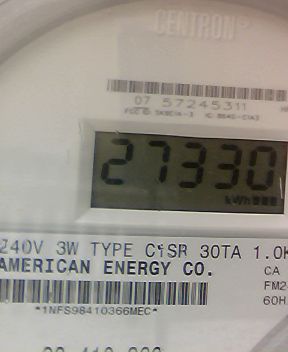 CENTRON®
07 57245311
27330
kWh
240V 3W TYPE C1SR 30TA 1.0K
AMERICAN ENERGY CO.
CA
FM2
60H
*1NFS98410366MEC*